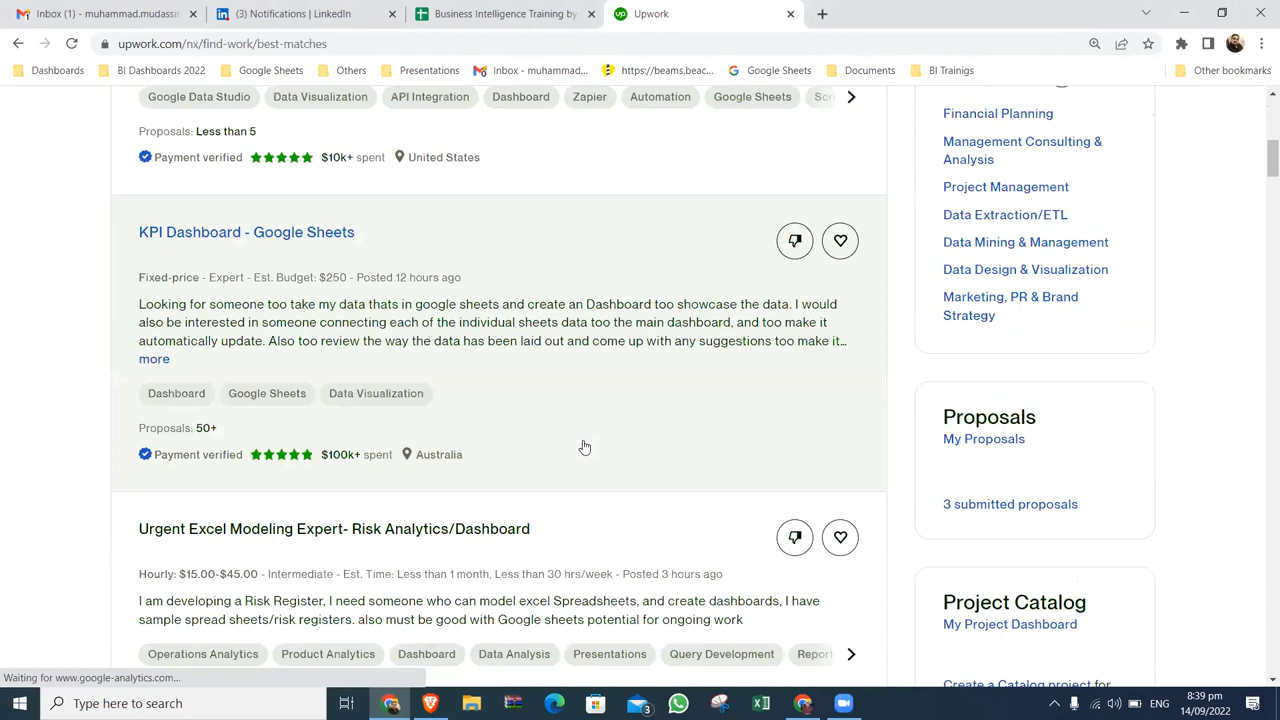 Inbox (1) - muhammad.mudassir
(3) Notifications | LinkedIn
Business Intelligence Training by
Upwork
upwork.com/nx/find-work/best-matches
Dashboards
BI Dashboards 2022
Google Sheets
Others
Presentations
Inbox - muhammad...
https://beams.beac...
Google Sheets
Documents
BI Trainigs
Other bookmarks
Google Data Studio
Data Visualization
API Integration
Dashboard
Zapier
Automation
Google Sheets
Proposals: Less than 5
Payment verified $10k+ spent United States
KPI Dashboard - Google Sheets
Fixed-price - Expert - Est. Budget: $250 - Posted 12 hours ago
Looking for someone too take my data thats in google sheets and create an Dashboard too showcase the data. I would
also be interested in someone connecting each of the individual sheets data too the main dashboard, and too make it
automatically update. Also too review the way the data has been laid out and come up with any suggestions too make it...
more
Dashboard
Google Sheets
Data Visualization
Proposals: 50+
Payment verified $100k+ spent Australia
Urgent Excel Modeling Expert- Risk Analytics/Dashboard
Hourly: $15.00-$45.00 - Intermediate - Est. Time: Less than 1 month, Less than 30 hrs/week - Posted 3 hours ago
I am developing a Risk Register, I need someone who can model excel Spreadsheets, and create dashboards, I have
sample spread sheets/risk registers. also must be good with Google sheets potential for ongoing work
Operations Analytics
Product Analytics
Dashboard
Data Analysis
Presentations
Query Development
Report
Financial Planning
Management Consulting &
Analysis
Project Management
Data Extraction/ETL
Data Mining & Management
Data Design & Visualization
Marketing, PR & Brand
Strategy
Proposals
My Proposals
3 submitted proposals
Project Catalog
My Project Dashboard
Create a Catalog project for
Waiting for www.google-analytics.com...
Type here to search
3
ENG
8:39 pm
14/09/2022